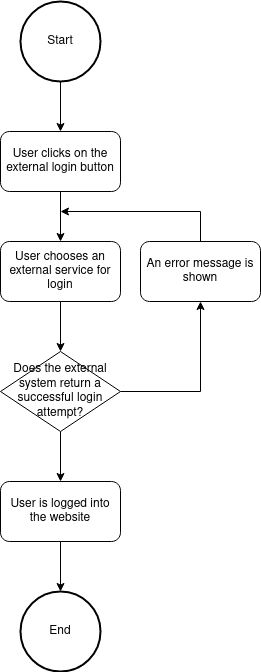 Start
User clicks on the
external login button
User chooses an
external service for
login
An error message is
shown
Does the external
system return a
successful login
attempt?
User is logged into
the website
End